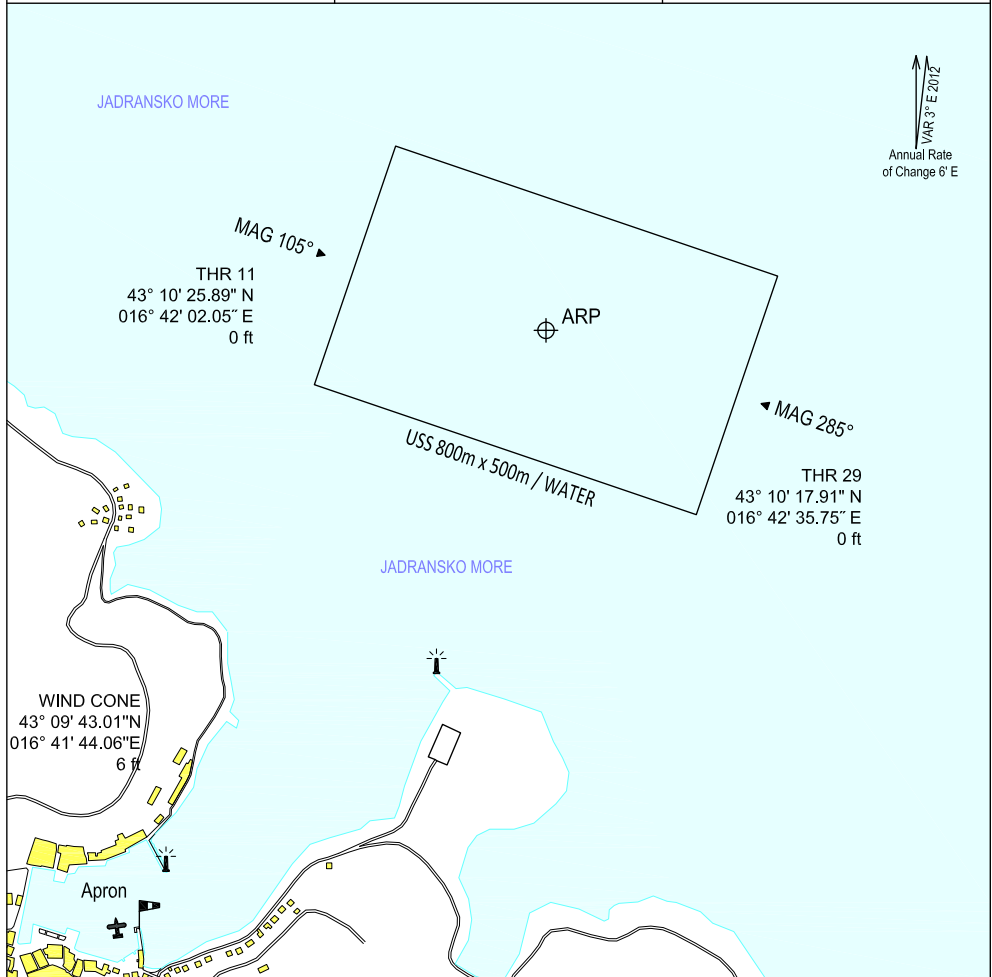 JADRANSKO MORE
VAR 3° E 2012
Annual Rate
of Change 6' E
MAG 105°
THR 11
43° 10' 25.89" N
016° 42' 02.05˝ E
0 ft
ARP
MAG 285°
USS 800m x 500m / WATER
THR 29
43° 10' 17.91" N
016° 42' 35.75˝ E
0 ft
JADRANSKO MORE
WIND CONE
43° 09' 43.01"N
016° 41' 44.06"E
6 ft
Apron